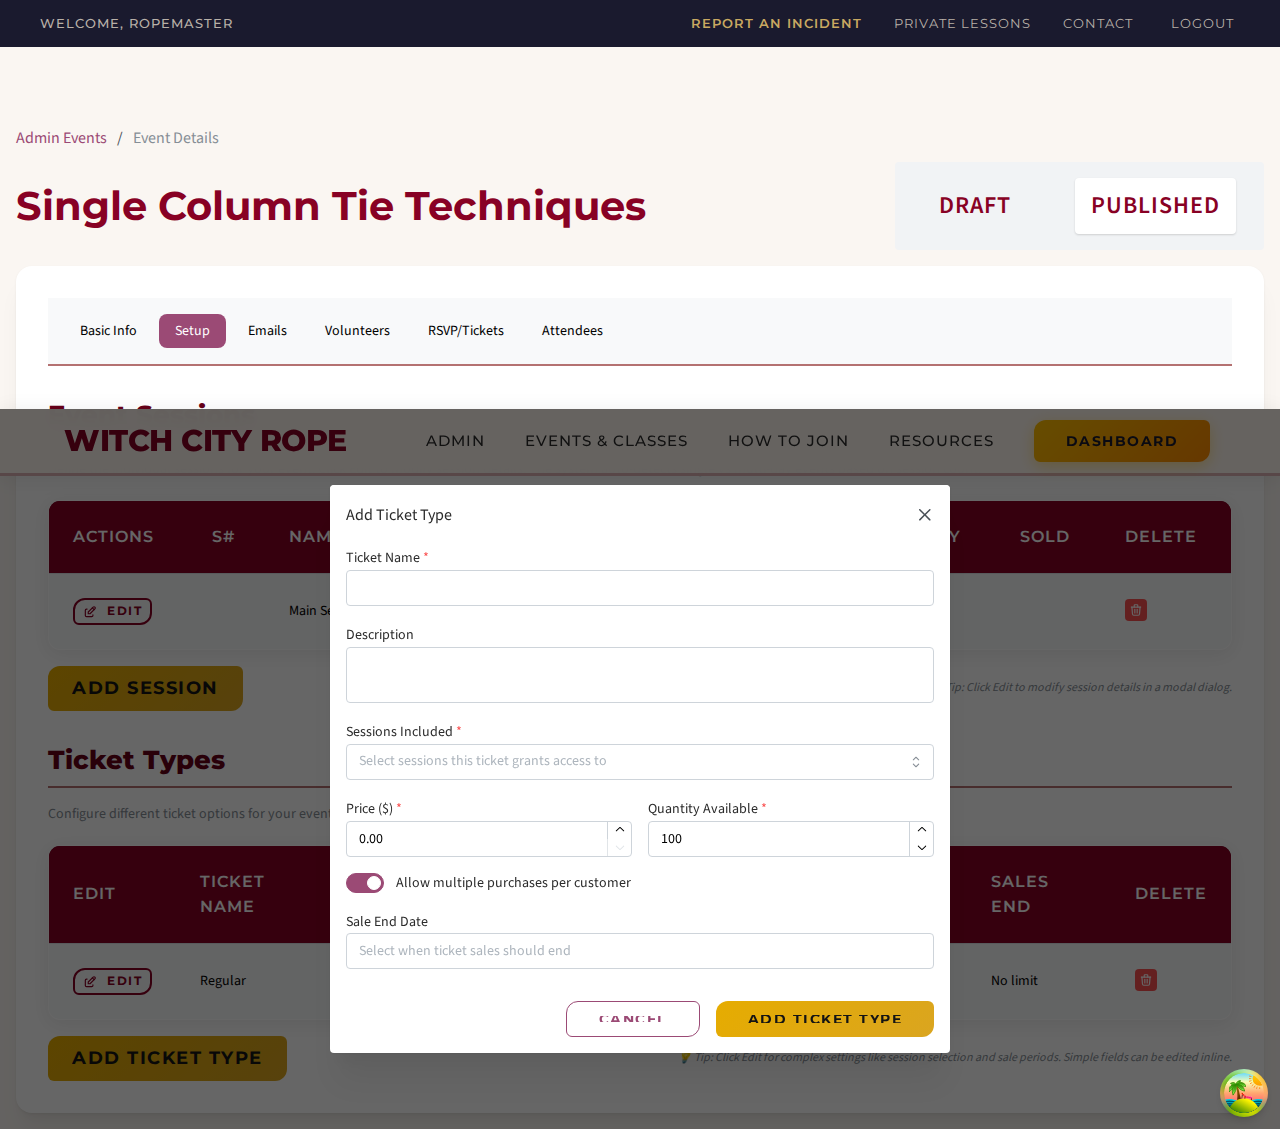 WELCOME, ROPEMASTER
REPORT AN INCIDENT
PRIVATE LESSONS
CONTACT
LOGOUT
Admin Events / Event Details
Single Column Tie Techniques
DRAFT
PUBLISHED
Basic Info
Setup
Emails
Volunteers
RSVP/Tickets
Attendees
WITCH CITY ROPE
ADMIN
EVENTS & CLASSES
HOW TO JOIN
RESOURCES
DASHBOARD
ACTIONS
S#
SOLD
DELETE
EDIT
Main
ADD SESSION
Tip: Click Edit to modify session details in a modal dialog.
Ticket Types
Configure different ticket options for your event
EDIT
TICKET NAME
SALES END
DELETE
EDIT
Regular
No limit
ADD TICKET TYPE
Tip: Click Edit for complex settings like session selection and sale periods. Simple fields can be edited inline.
Add Ticket Type
Ticket Name *
Description
Sessions Included *
Select sessions this ticket grants access to
Price ($) *
0.00
Quantity Available *
100
Allow multiple purchases per customer
Sale End Date
Select when ticket sales should end
CANCEL
ADD TICKET TYPE